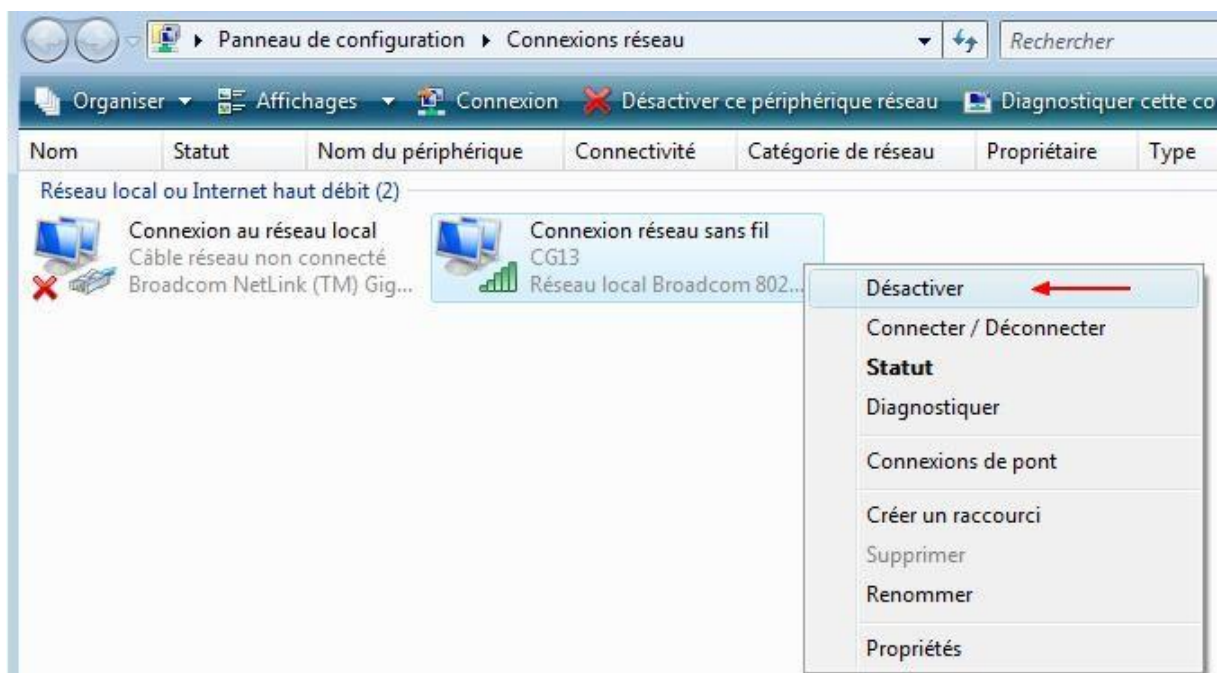 Panneau de configuration Connexions réseau Rechercher
Organiser Affichages Connexion Désactiver ce périphérique réseau Diagnostiquer cette co
Nom Statut Nom du périphérique Connectivité Catégorie de réseau Propriétaire Type
Réseau local ou Internet haut débit (2)
Connexion au réseau local
Câble réseau non connecté
Broadcom NetLink (TM) Gig...
Connexion réseau sans fil
CG13
Réseau local Broadcom 802...
Désactiver
Connecter / Déconnecter
Statut
Diagnostiquer
Connexions de pont
Créer un raccourci
Supprimer
Renommer
Propriétés